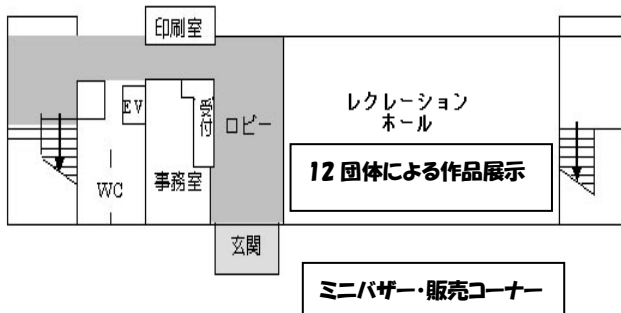 印刷室
EV
受付
ロビー
レクレーション
ホール
WC
事務室
12団体による作品展示
玄関
ミニバザー・販売コーナー